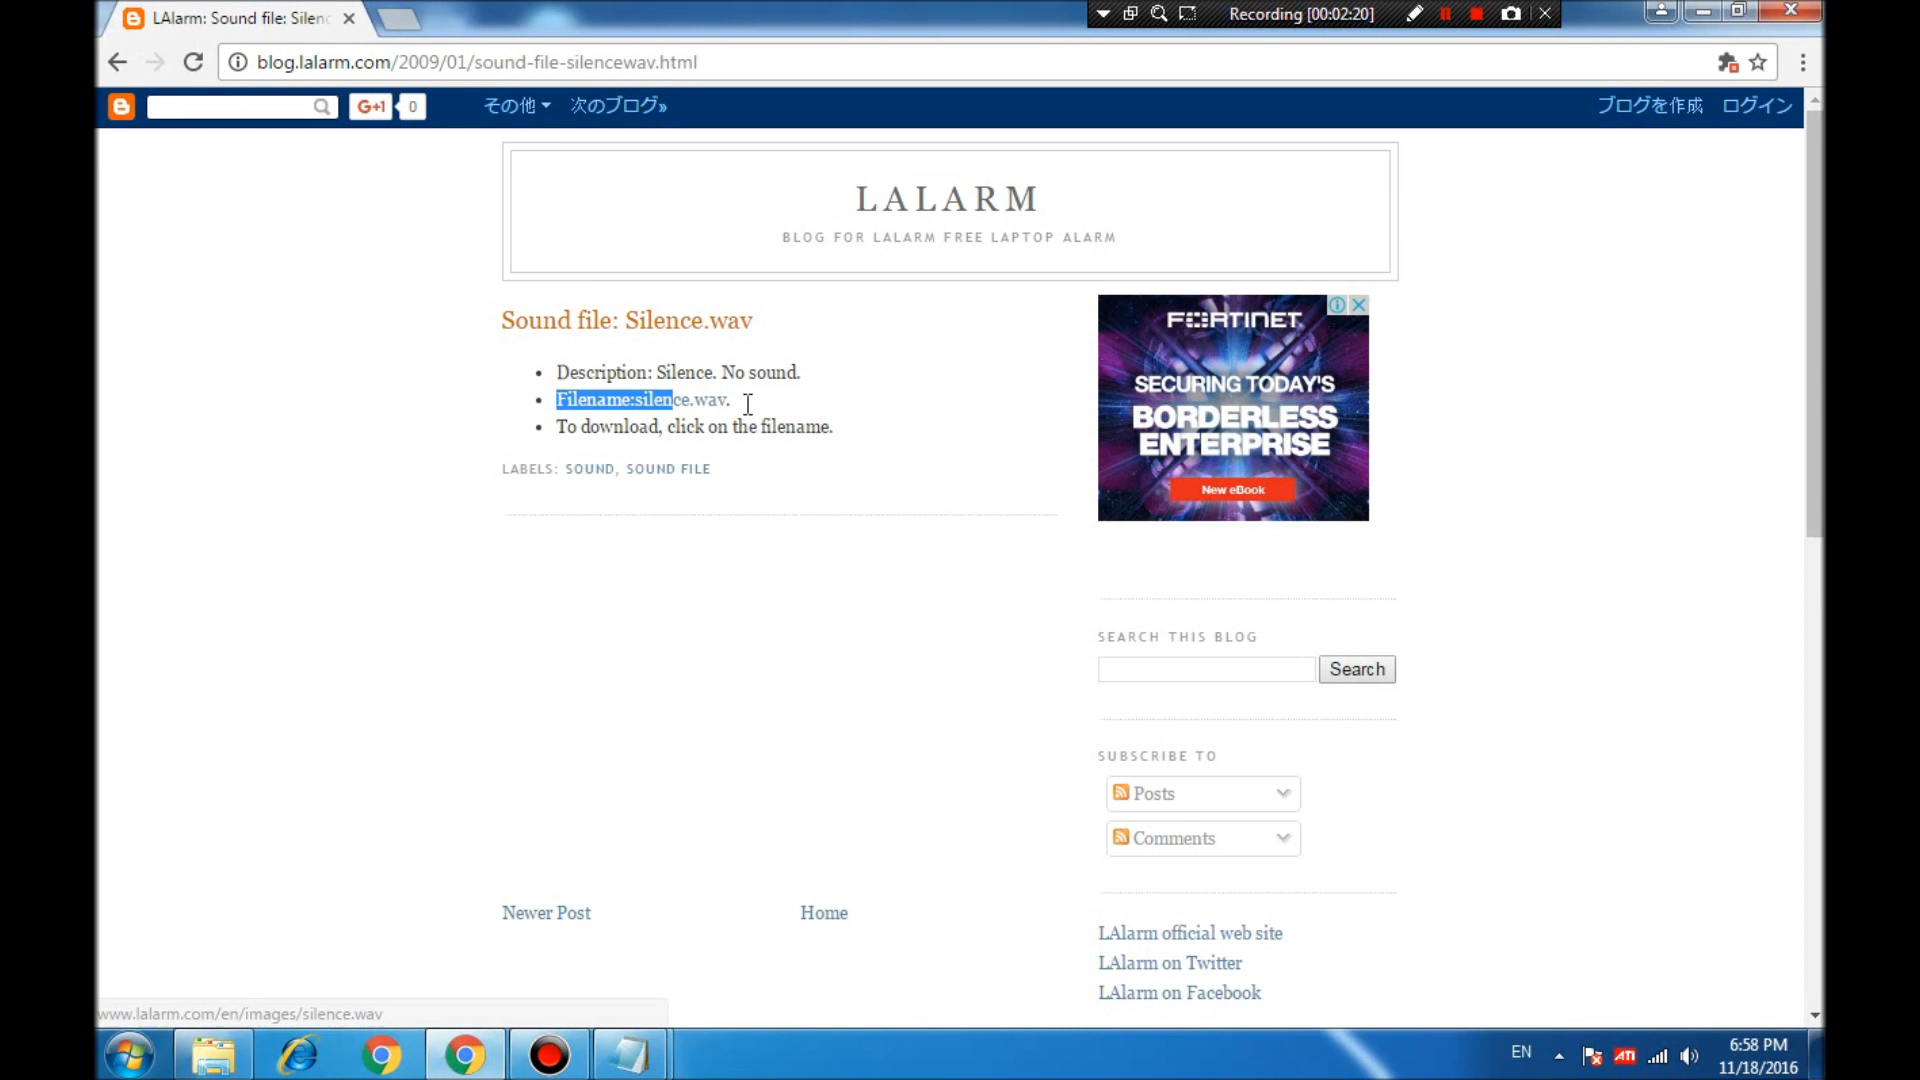 LAlarm: Sound file: Silen
Recording [00:02:20]
blog.lalarm.com/2009/01/sound-file-silencewav.html
G+1 0 その他 次のブログ» ブログを作成 ログイン
LALARM
BLOG FOR LALARM FREE LAPTOP ALARM
Sound file: Silence.wav
Description: Silence. No sound.
Filename:silence.wav.
To download, click on the filename.
LABELS: SOUND, SOUND FILE
FORTINET
SECURING TODAY'S
BORDERLESS
ENTERPRISE
New eBook
SEARCH THIS BLOG
Search
SUBSCRIBE TO
Posts
Comments
Newer Post Home
LAlarm official web site
LAlarm on Twitter
LAlarm on Facebook
www.lalarm.com/en/images/silence.wav
EN ATI 6:58 PM
11/18/2016